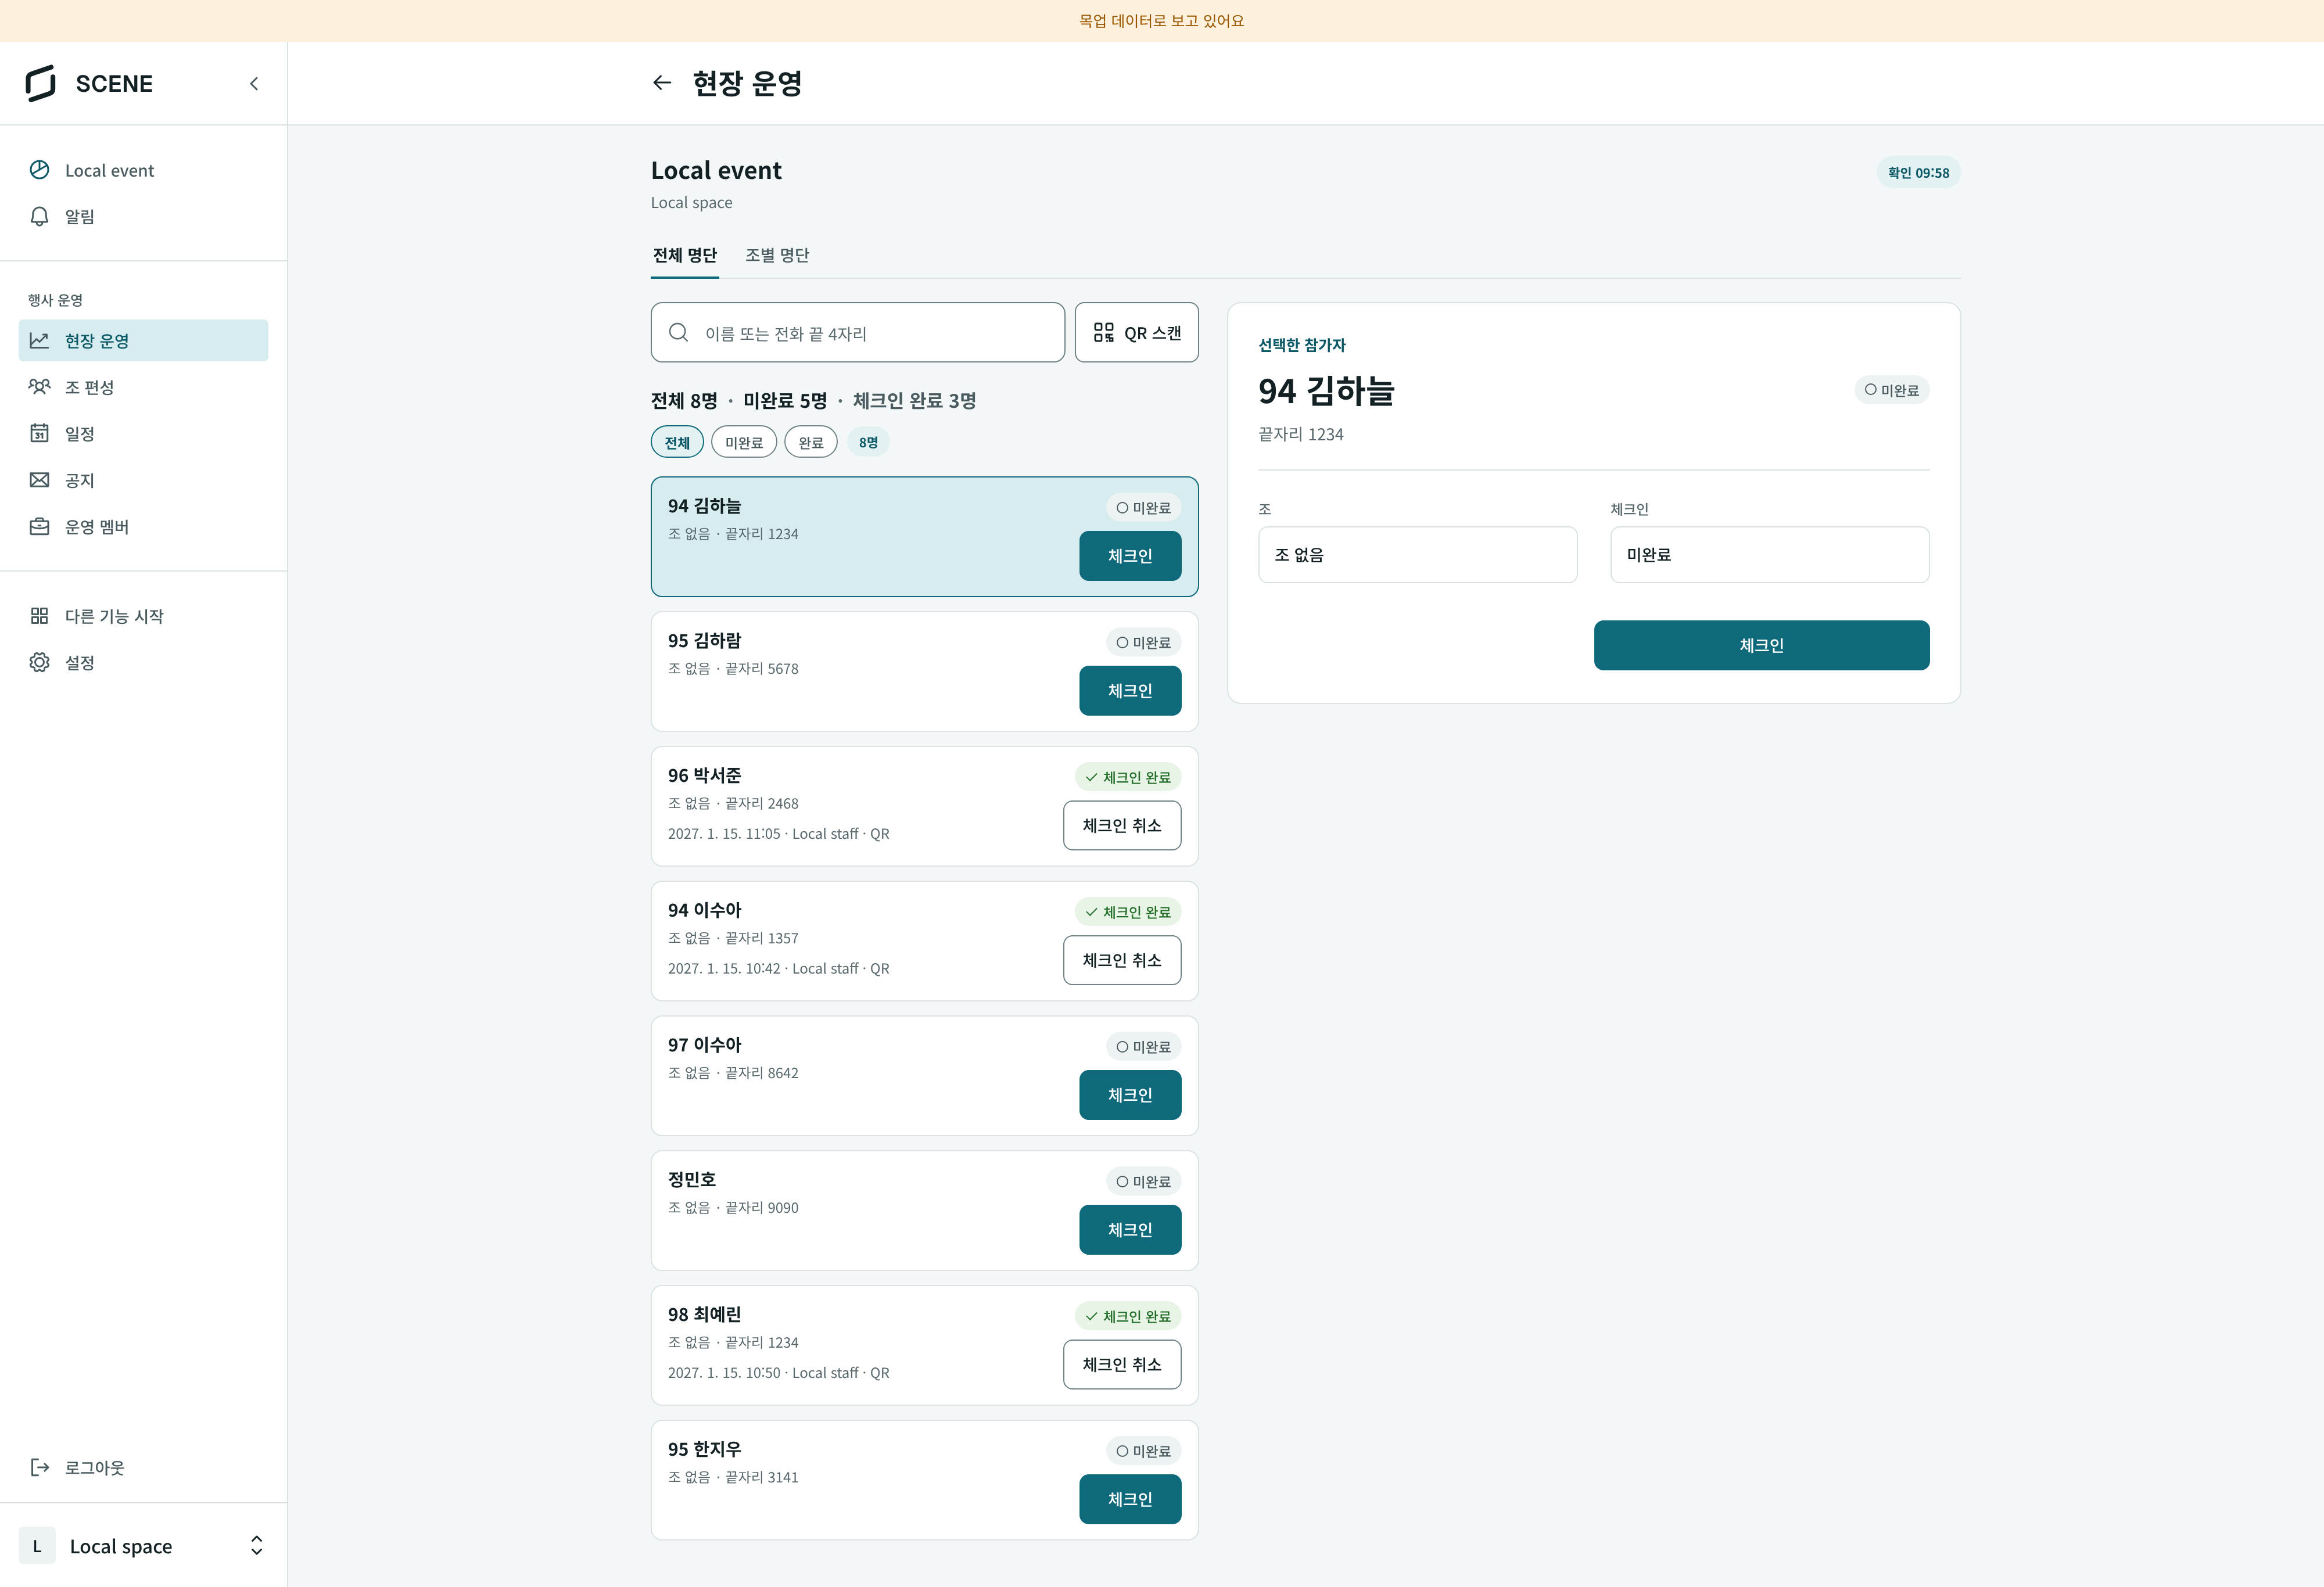 목업 데이터로 보고 있어요
SCENE
Local event
알림
행사 운영
현장 운영
조 편성
31
일정
공지
운영 멤버
다른 기능 시작
설정
로그아웃
L Local space
현장 운영
Local event
확인 09:58
Local space
전체 명단 조별 명단
이름 또는 전화 끝 4자리
QR 스캔
전체 8명 · 미완료 5명 · 체크인 완료 3명
전체 미완료 완료 8명
94 김하늘
미완료
조 없음 · 끝자리 1234
체크인
95 김하람
미완료
조 없음 · 끝자리 5678
체크인
96 박서준
체크인 완료
조 없음 · 끝자리 2468
2027. 1. 15. 11:05 · Local staff · QR
체크인 취소
94 이수아
체크인 완료
조 없음 · 끝자리 1357
2027. 1. 15. 10:42 · Local staff · QR
체크인 취소
97 이수아
미완료
조 없음 · 끝자리 8642
체크인
정민호
미완료
조 없음 · 끝자리 9090
체크인
98 최예린
체크인 완료
조 없음 · 끝자리 1234
2027. 1. 15. 10:50 · Local staff · QR
체크인 취소
95 한지우
미완료
조 없음 · 끝자리 3141
체크인
선택한 참가자
94 김하늘
미완료
끝자리 1234
조
조 없음
체크인
미완료
체크인